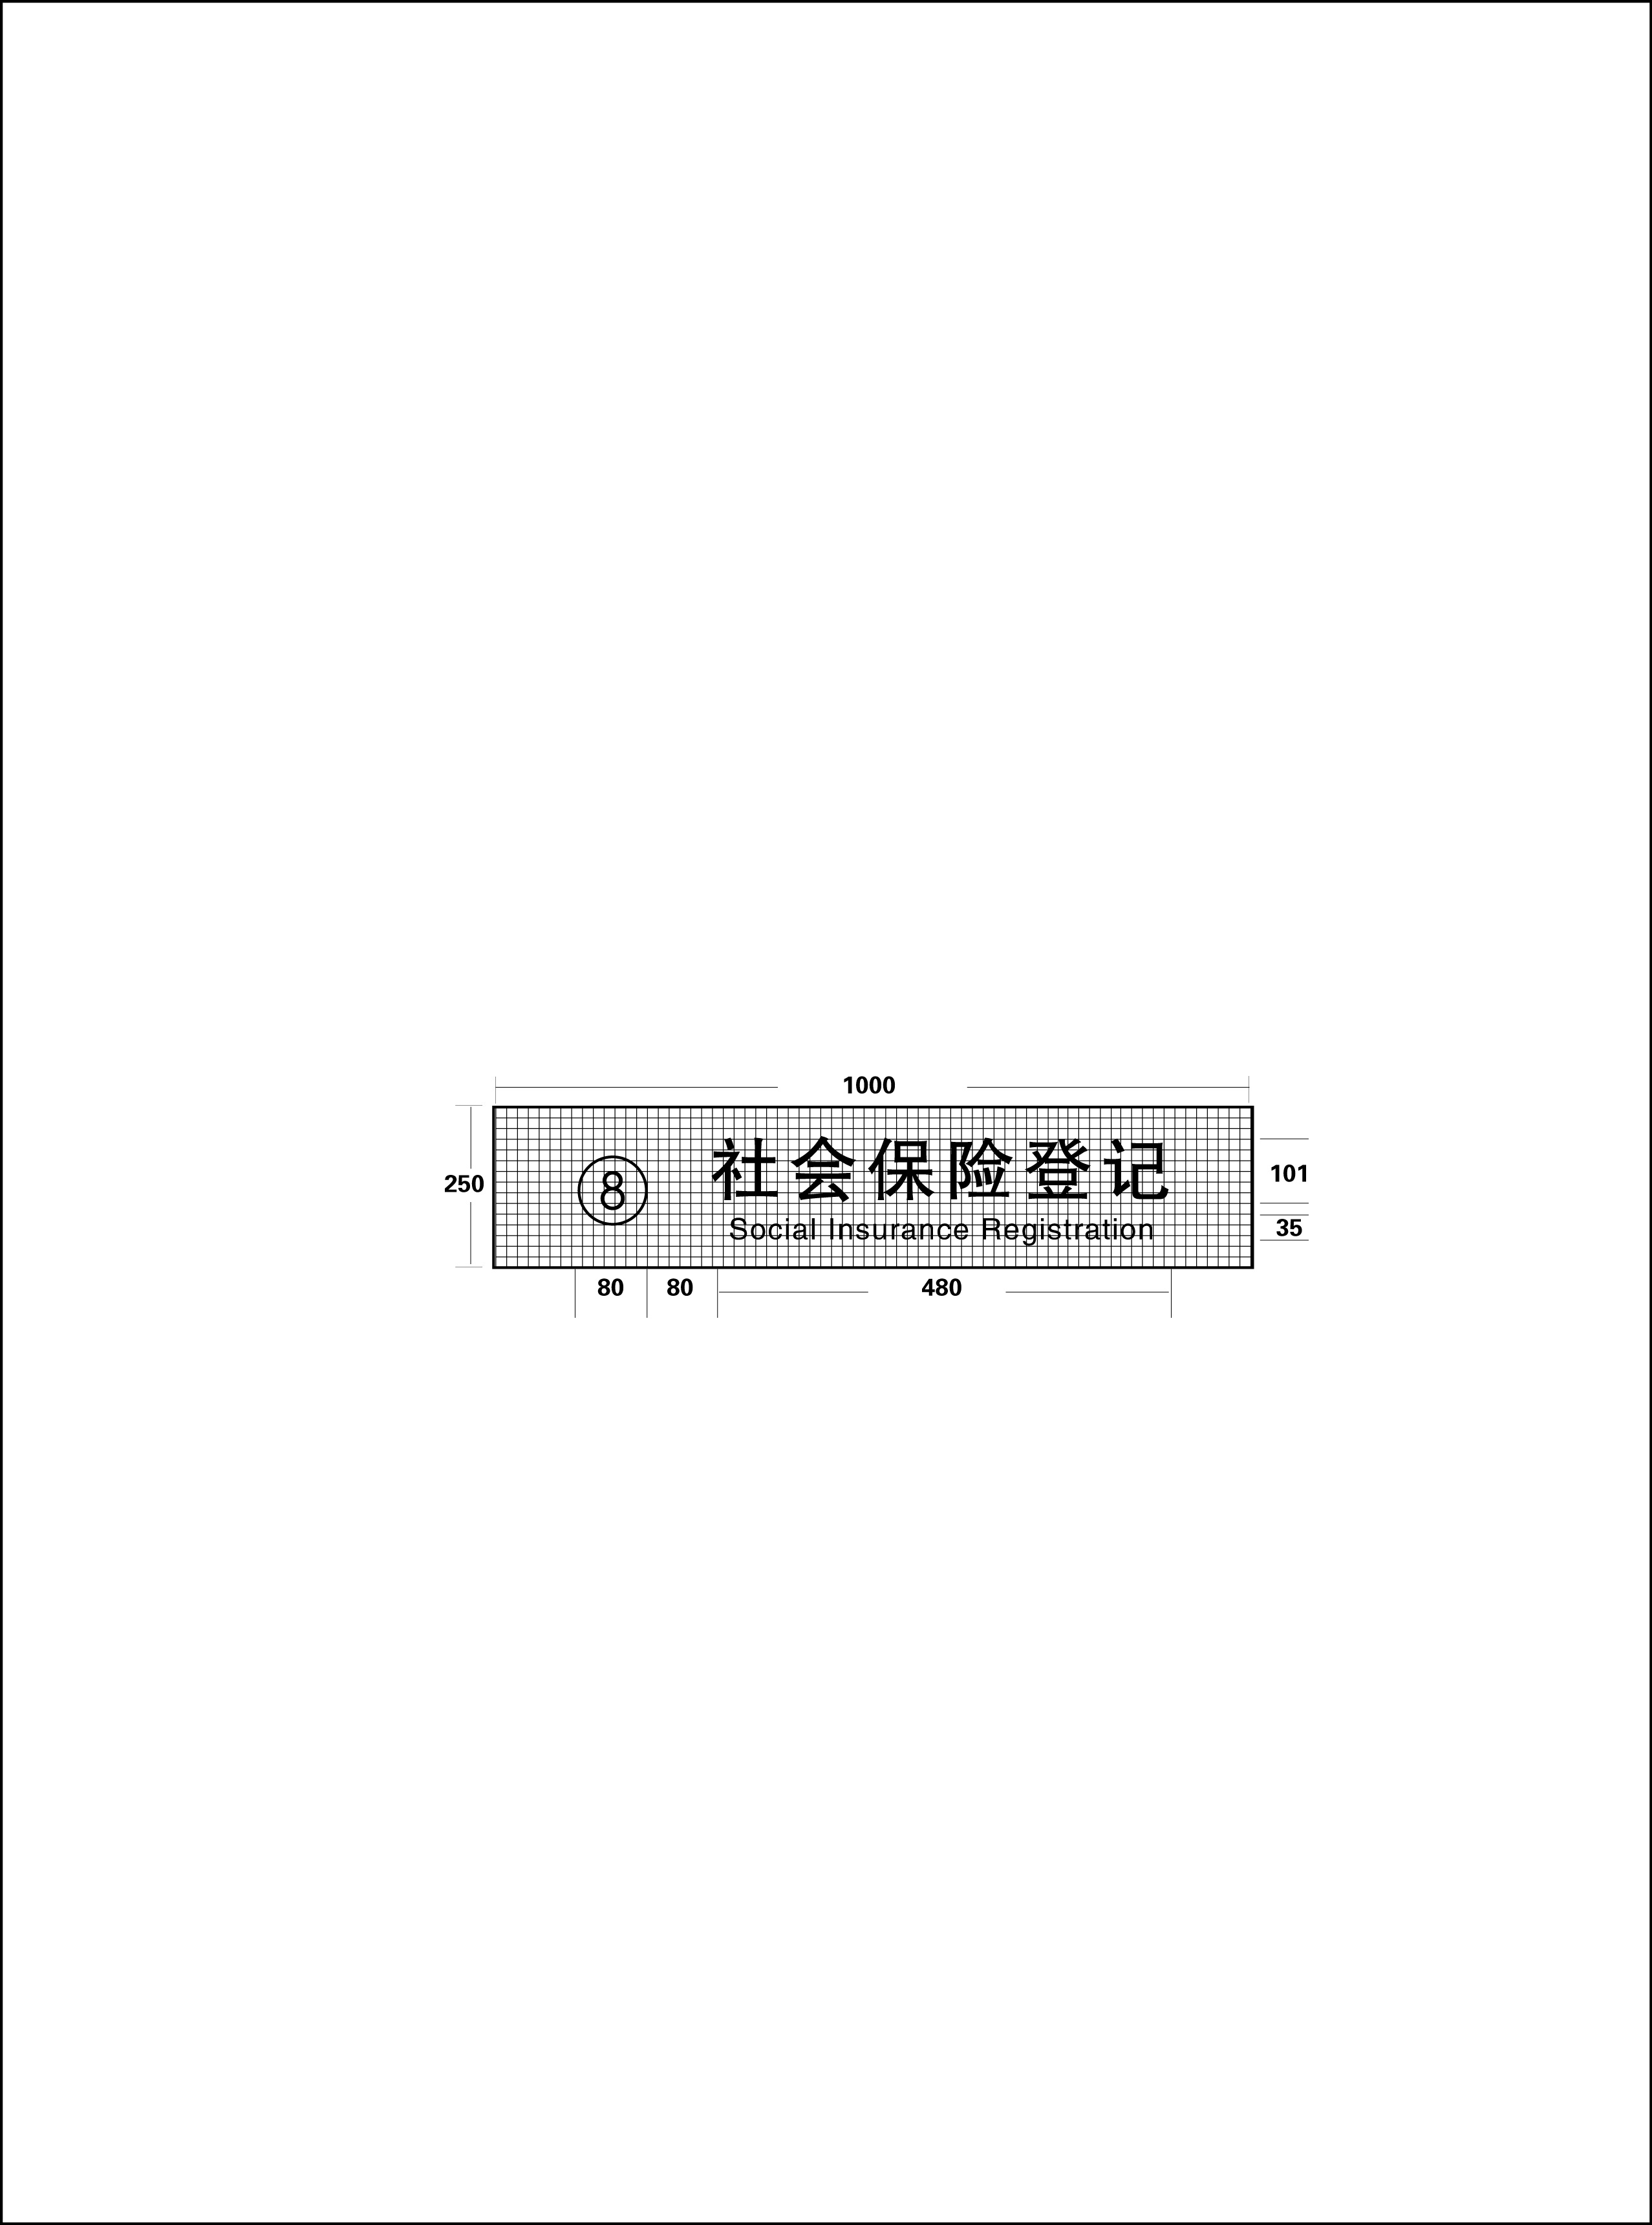 1000
250
⑧
社会保险登记
Social Insurance Registration
101
35
80 80 480